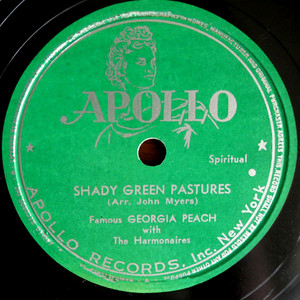 APOLLO
Spiritual
SHADY GREEN PASTURES
(Arr. John Myers)
Famous GEORGIA PEACH
with
The Harmonaires
APOLLO RECORDS, Inc. New York